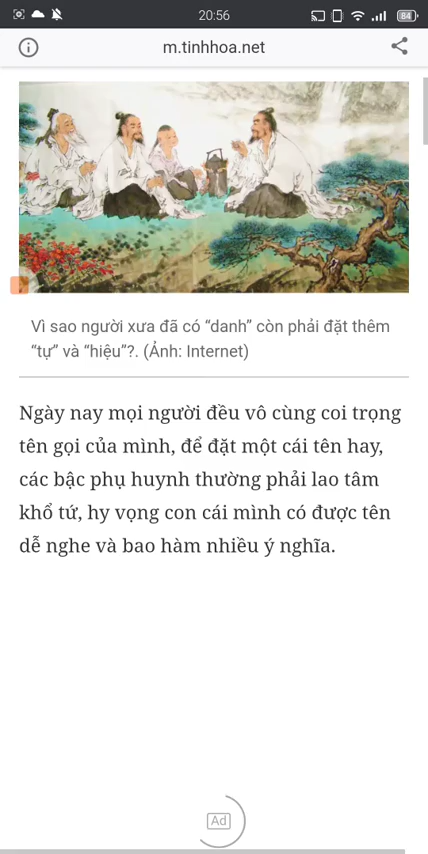 20:56
84
m.tinhhoa.net
Vì sao người xưa đã có “danh” còn phải đặt thêm
“tự” và “hiệu”?. (Ảnh: Internet)
Ngày nay mọi người đều vô cùng coi trọng
tên gọi của mình, để đặt một cái tên hay,
các bậc phụ huynh thường phải lao tâm
khổ tứ, hy vọng con cái mình có được tên
dễ nghe và bao hàm nhiều ý nghĩa.
Ad